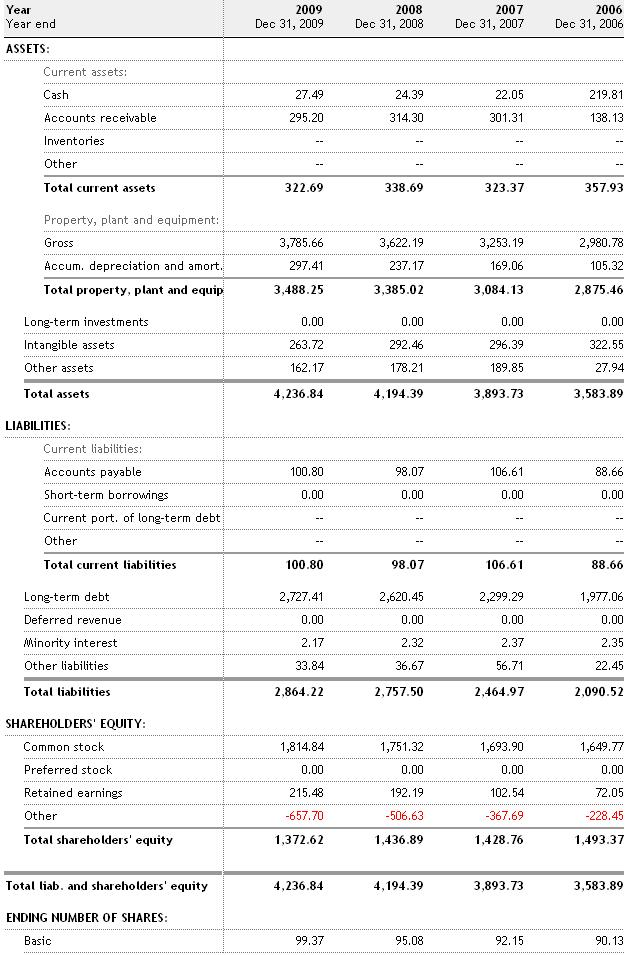 Year 2009 2008 2007 2006
Year end Dec 31, 2009 Dec 31, 2008 Dec 31, 2007 Dec 31, 2006
ASSETS:
Current assets:
Cash 27.49 24.39 22.05 219.81
Accounts receivable 295.20 314.30 301.31 138.13
Inventories -- -- -- --
Other -- -- -- --
Total current assets 322.69 338.69 323.37 357.93
Property, plant and equipment:
Gross 3,785.66 3,622.19 3,253.19 2,980.78
Accum. depreciation and amort. 297.41 237.17 169.06 105.32
Total property, plant and equip 3,488.25 3,385.02 3,084.13 2,875.46
Long-term investments 0.00 0.00 0.00 0.00
Intangible assets 263.72 292.46 296.39 322.55
Other assets 162.17 178.21 189.85 27.94
Total assets 4,236.84 4,194.39 3,893.73 3,583.89
LIABILITIES:
Current liabilities:
Accounts payable 100.80 98.07 106.61 88.66
Short-term borrowings 0.00 0.00 0.00 0.00
Current port. of long-term debt -- -- -- --
Other -- -- -- --
Total current liabilities 100.80 98.07 106.61 88.66
Long-term debt 2,727.41 2,620.45 2,299.29 1,977.06
Deferred revenue 0.00 0.00 0.00 0.00
Minority interest 2.17 2.32 2.37 2.35
Other liabilities 33.84 36.67 56.71 22.45
Total liabilities 2,864.22 2,757.50 2,464.97 2,090.52
SHAREHOLDERS' EQUITY:
Common stock 1,814.84 1,751.32 1,693.90 1,649.77
Preferred stock 0.00 0.00 0.00 0.00
Retained earnings 215.48 192.19 102.54 72.05
Other -657.70 -506.63 -367.69 -228.45
Total shareholders' equity 1,372.62 1,436.89 1,428.76 1,493.37
Total liab. and shareholders' equity 4,236.84 4,194.39 3,893.73 3,583.89
ENDING NUMBER OF SHARES:
Basic 99.37 95.08 92.15 90.13